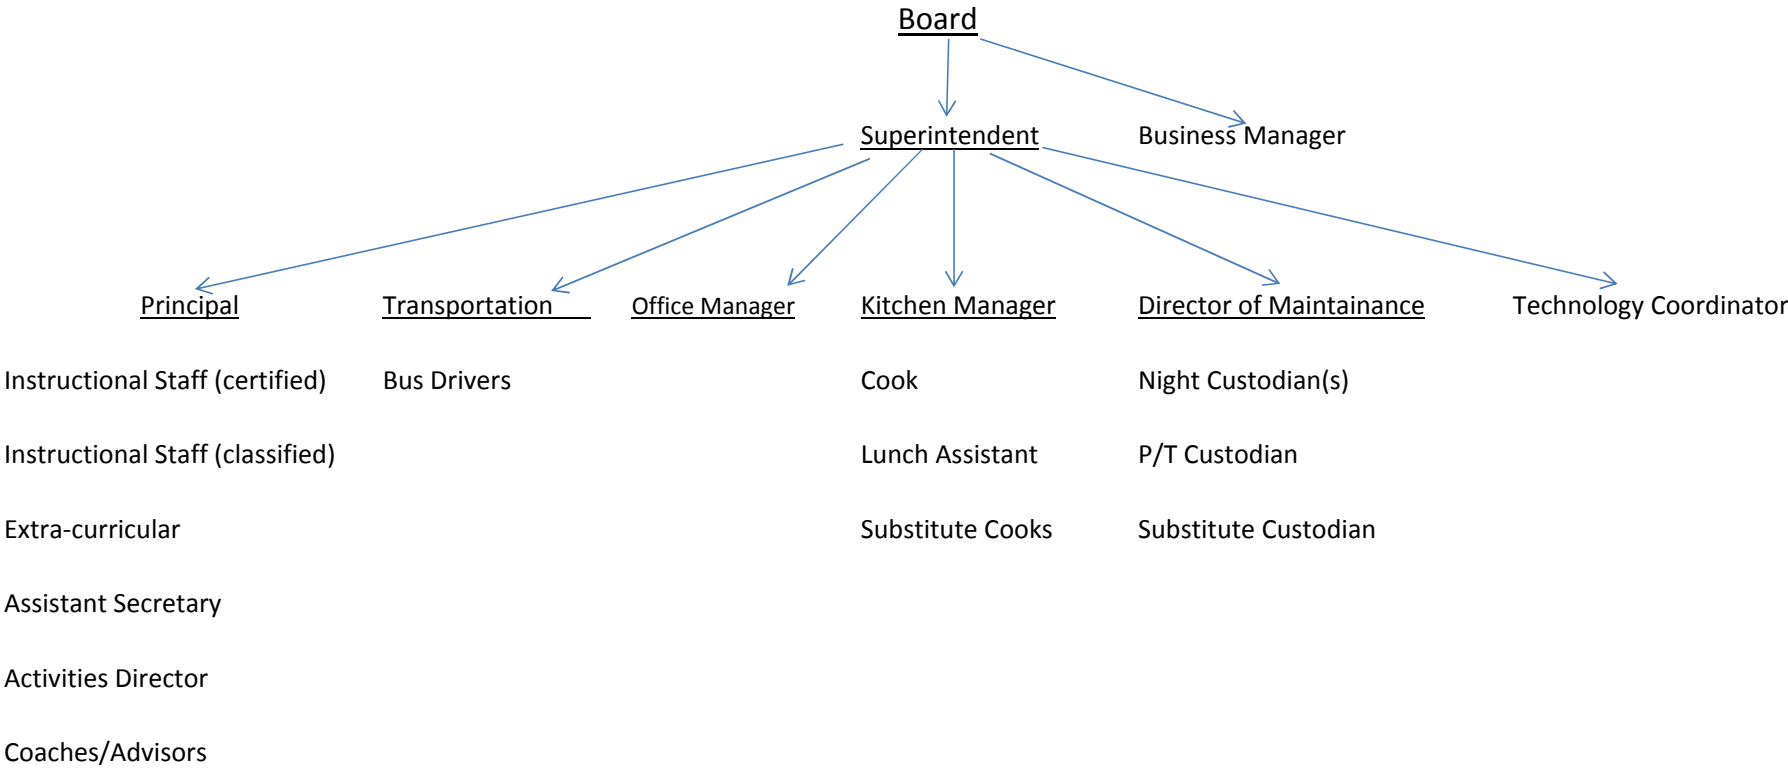 Board
Superintendent Business Manager
Principal Transportation Office Manager Kitchen Manager Director of Maintainance Technology Coordinator
Instructional Staff (certified) Bus Drivers Cook Night Custodian(s)
Instructional Staff (classified) Lunch Assistant P/T Custodian
Extra-curricular Substitute Cooks Substitute Custodian
Assistant Secretary
Activities Director
Coaches/Advisors